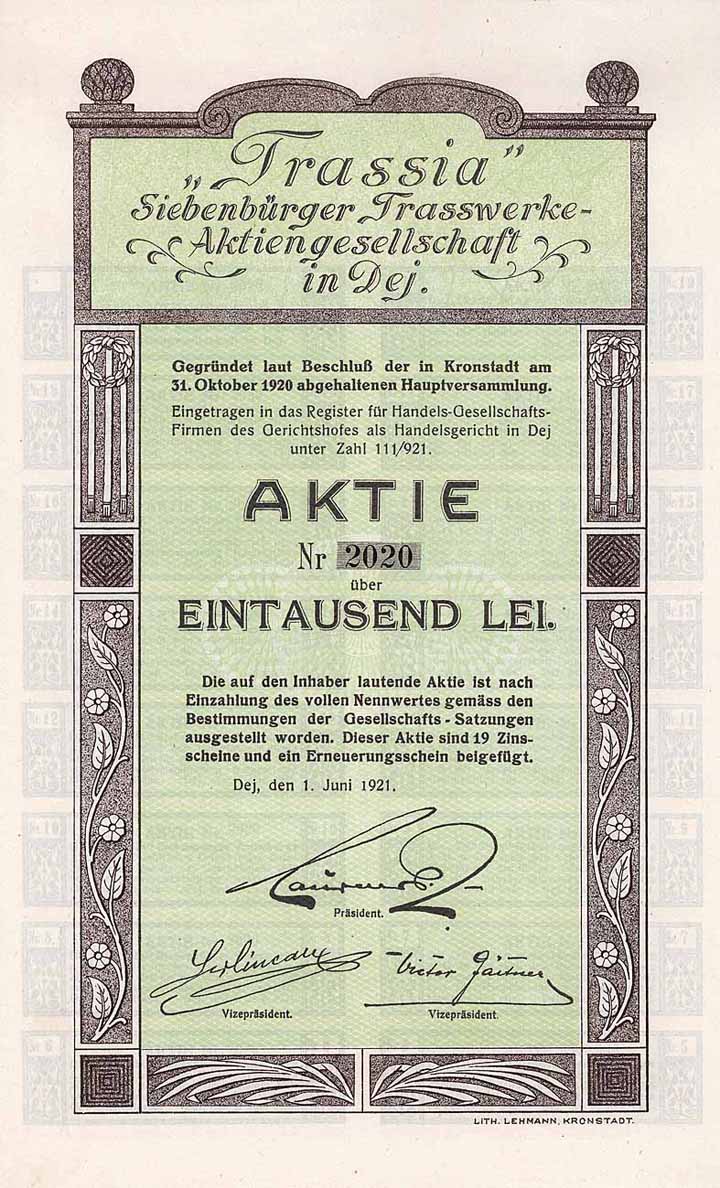 „Trassia”
Siebenbürger Trasswerke-
Aktiengesellschaft
in Dej.
Gegründet laut Beschluß der in Kronstadt am
31. Oktober 1920 abgehaltenen Hauptversammlung.
Eingetragen in das Register für Handels-Gesellschafts-
Firmen des Gerichtshofes als Handelsgericht in Dej
unter Zahl 111/921.
AKTIE
Nr 2020
über
EINTAUSEND LEI.
Die auf den Inhaber lautende Aktie ist nach
Einzahlung des vollen Nennwertes gemäss den
Bestimmungen der Gesellschafts-Satzungen
ausgestellt worden. Dieser Aktie sind 19 Zins-
scheine und ein Erneuerungsschein beigefügt.
Dej, den 1. Juni 1921.
Präsident.
Victor Gärtner
Vizepräsident.
Vizepräsident.
LITH. LEHMANN, KRONSTADT.